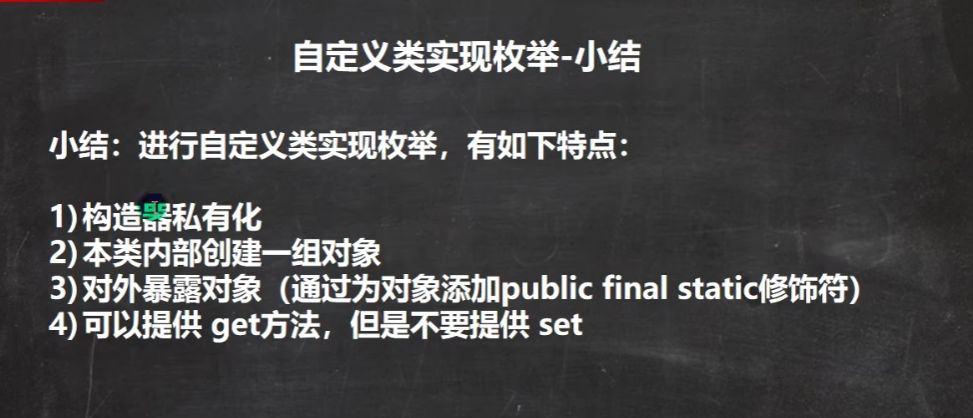 自定义类实现枚举-小结
小结：进行自定义类实现枚举，有如下特点：
1) 构造器私有化
2) 本类内部创建一组对象
3) 对外暴露对象（通过为对象添加public final static修饰符）
4) 可以提供 get方法，但是不要提供 set